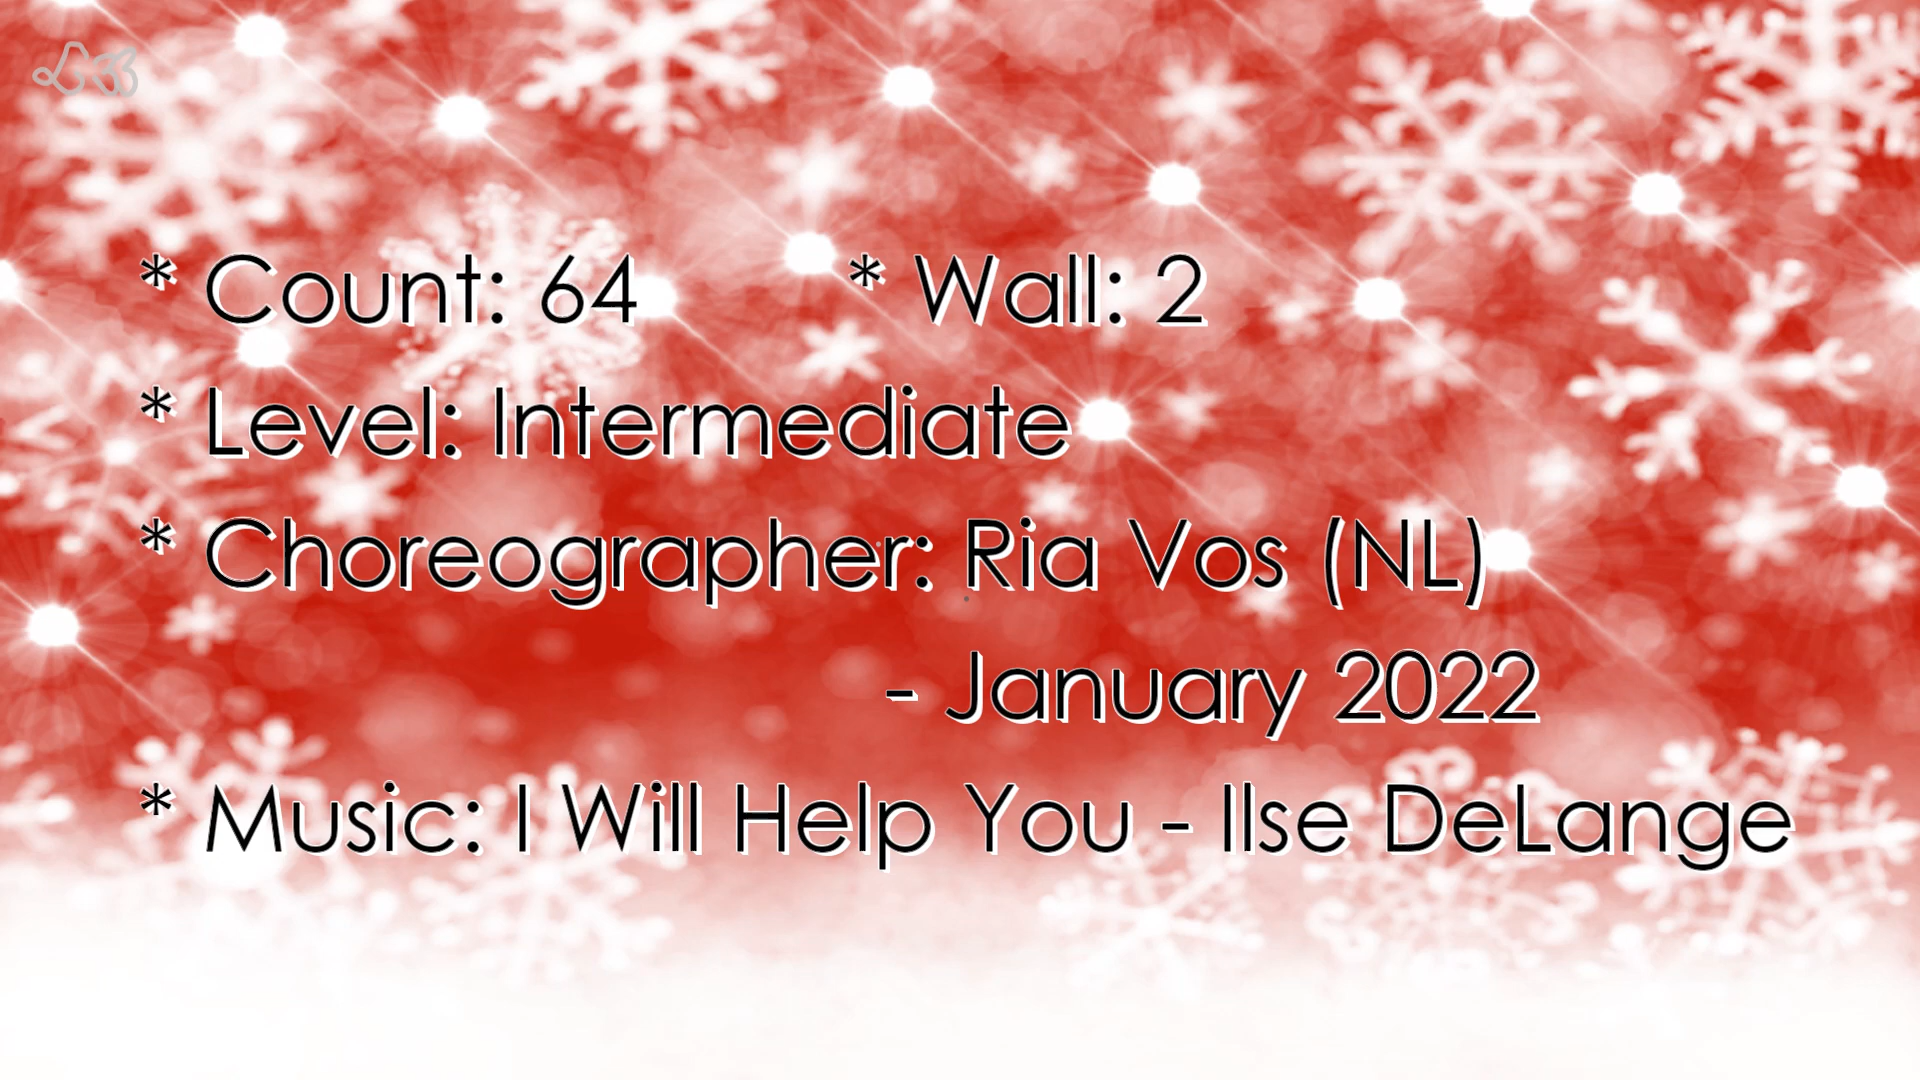 * Count: 64 * Wall: 2
* Level: Intermediate
* Choreographer: Ria Vos (NL)
- January 2022
* Music: I Will Help You - Ilse DeLange